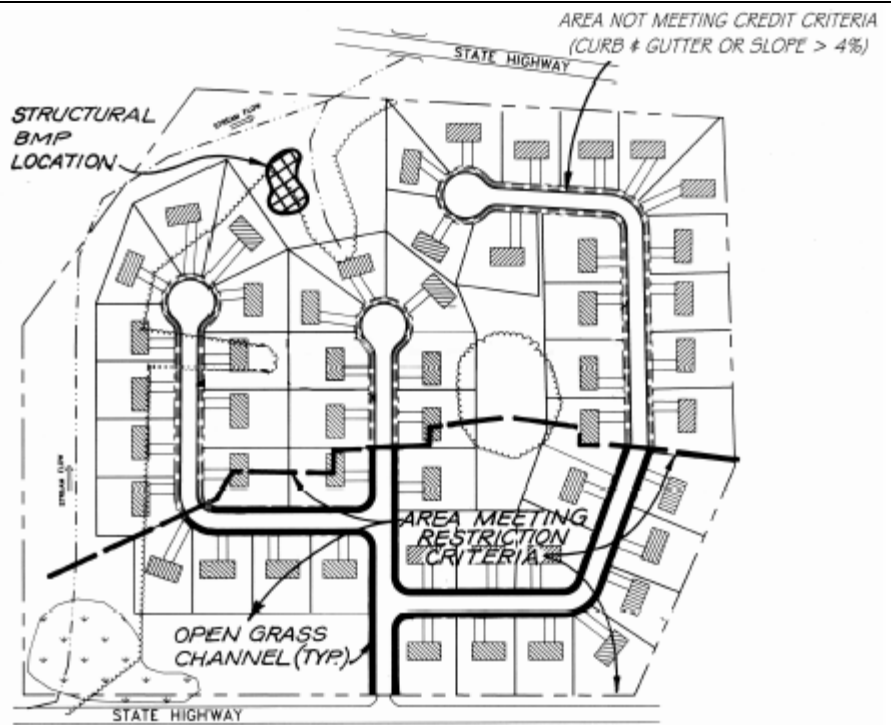 AREA NOT MEETING CREDIT CRITERIA
(CURB & GUTTER OR SLOPE > 4%)
STATE HIGHWAY
STRUCTURAL
BMP
LOCATION
STREAM FLOW
STREAM FLOW
AREA MEETING
RESTRICTION
CRITERIA
OPEN GRASS
CHANNEL (TYP.)
STATE HIGHWAY